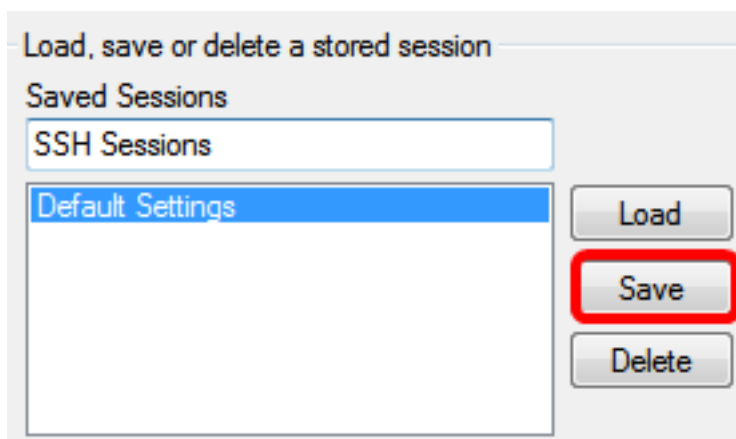 Load, save or delete a stored session
Saved Sessions
SSH Sessions
Default Settings
Load
Save
Delete